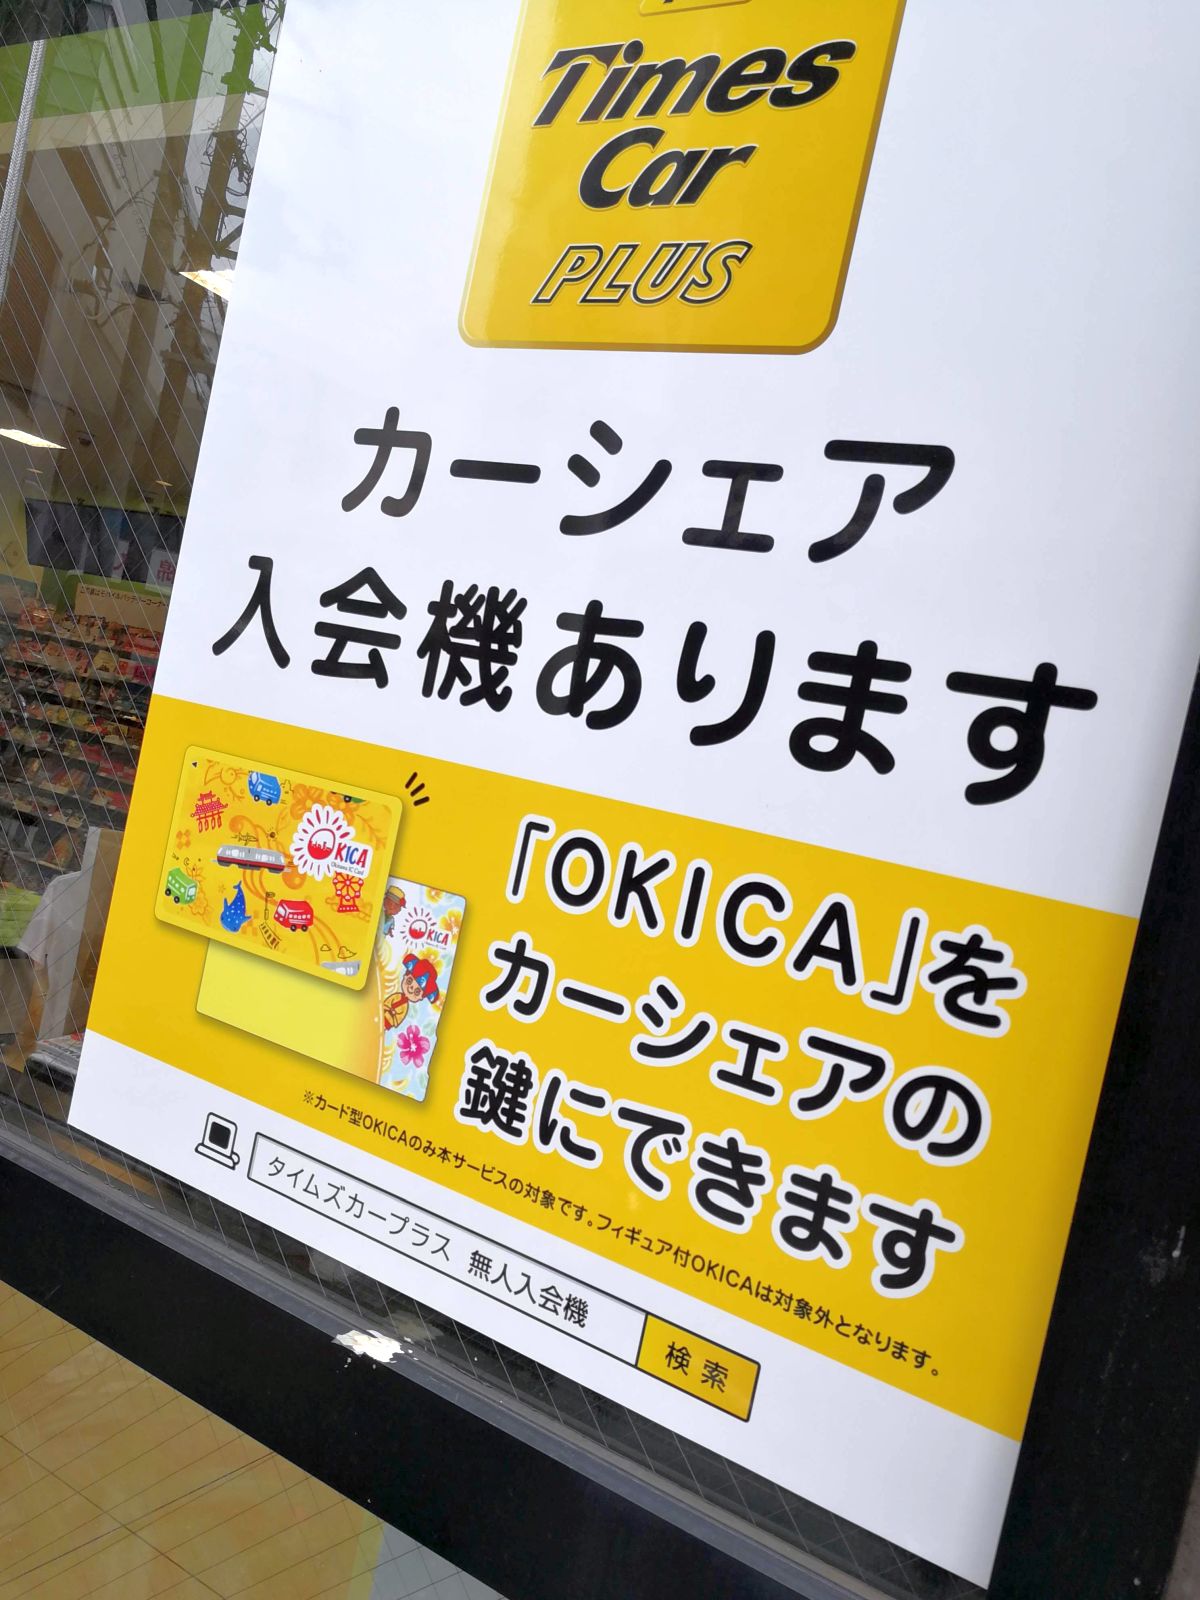 Times
Car
PLUS
カーシェア
入会機あります
OKICA
Okinawa IC Card
OKICA
「OKICA」を
カーシェアの
鍵にできます
※カード型OKICAのみ本サービスの対象です。フィギュア付OKICAは対象外となります。
タイムズカープラス 無人入会機
検索